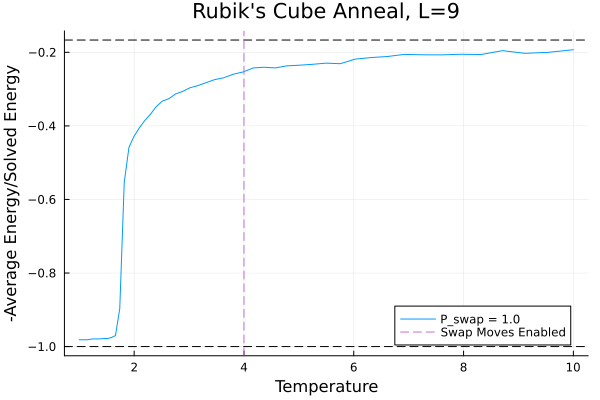 Rubik's Cube Anneal, L=9
-Average Energy/Solved Energy
−0.2
−0.4
−0.6
−0.8
−1.0
P_swap = 1.0
Swap Moves Enabled
2
4
6
8
10
Temperature